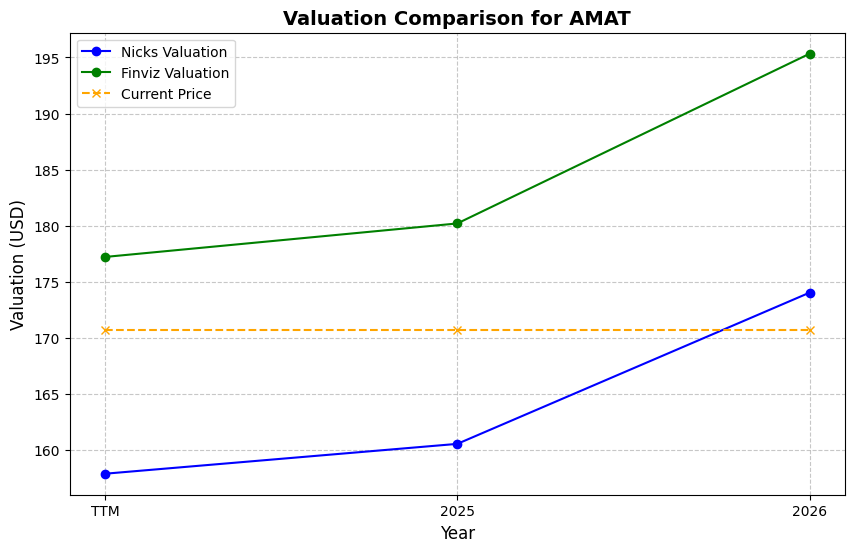 Valuation Comparison for AMAT
Nicks Valuation
Finviz Valuation
Current Price
Valuation (USD)
195
190
185
180
175
170
165
160
TTM
2025
2026
Year